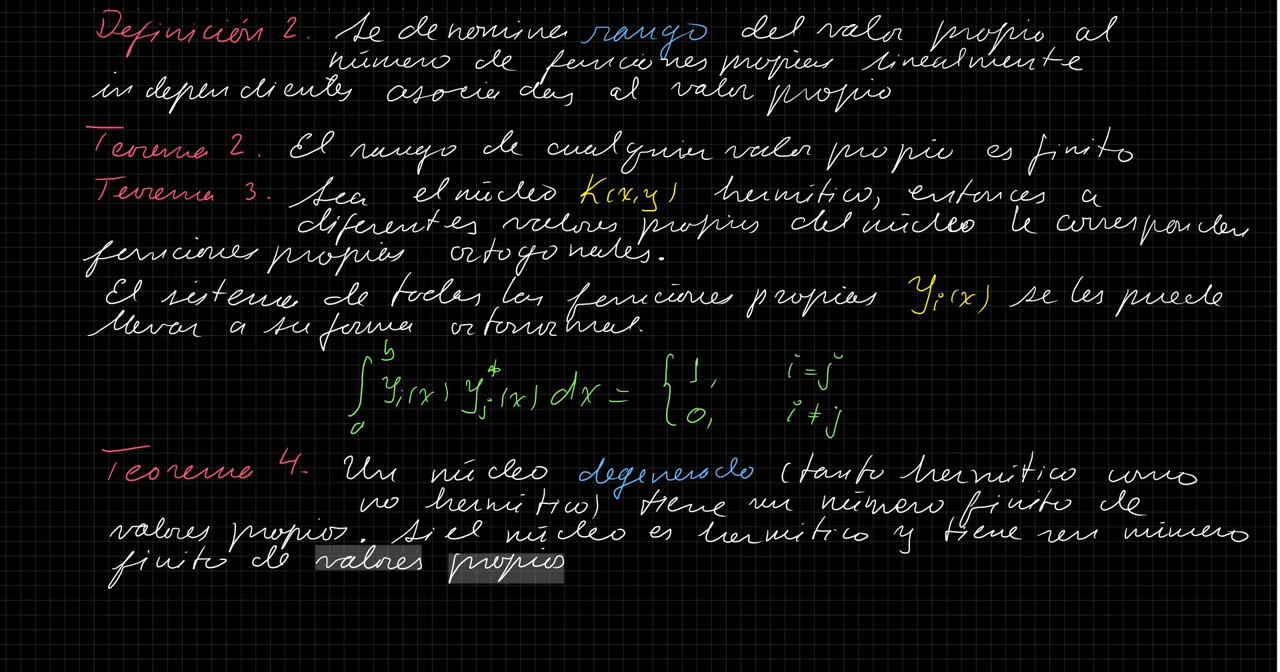 Definición 2. Se denomina rango del valor propio al
número de funciones propias linealmente
independientes asociadas al valor propio
Teorema 2. El rango de cualquier valor propio es finito
Teorema 3. Sea el núcleo K(x,y) hermítico, entonces a
diferentes valores propios del núcleo le corresponden
funciones propias ortogonales.
El sistema de todas las funciones propias y_i(x) se les puede
llevar a su forma ortonormal.
∫_a^b y_i(x) y_j^*(x) dx = { 1, i = j
0, i ≠ j
Teorema 4. Un núcleo degenerado (tanto hermítico como
no hermítico) tiene un número finito de
valores propios. Si el núcleo es hermítico y tiene un número
finito de valores propios